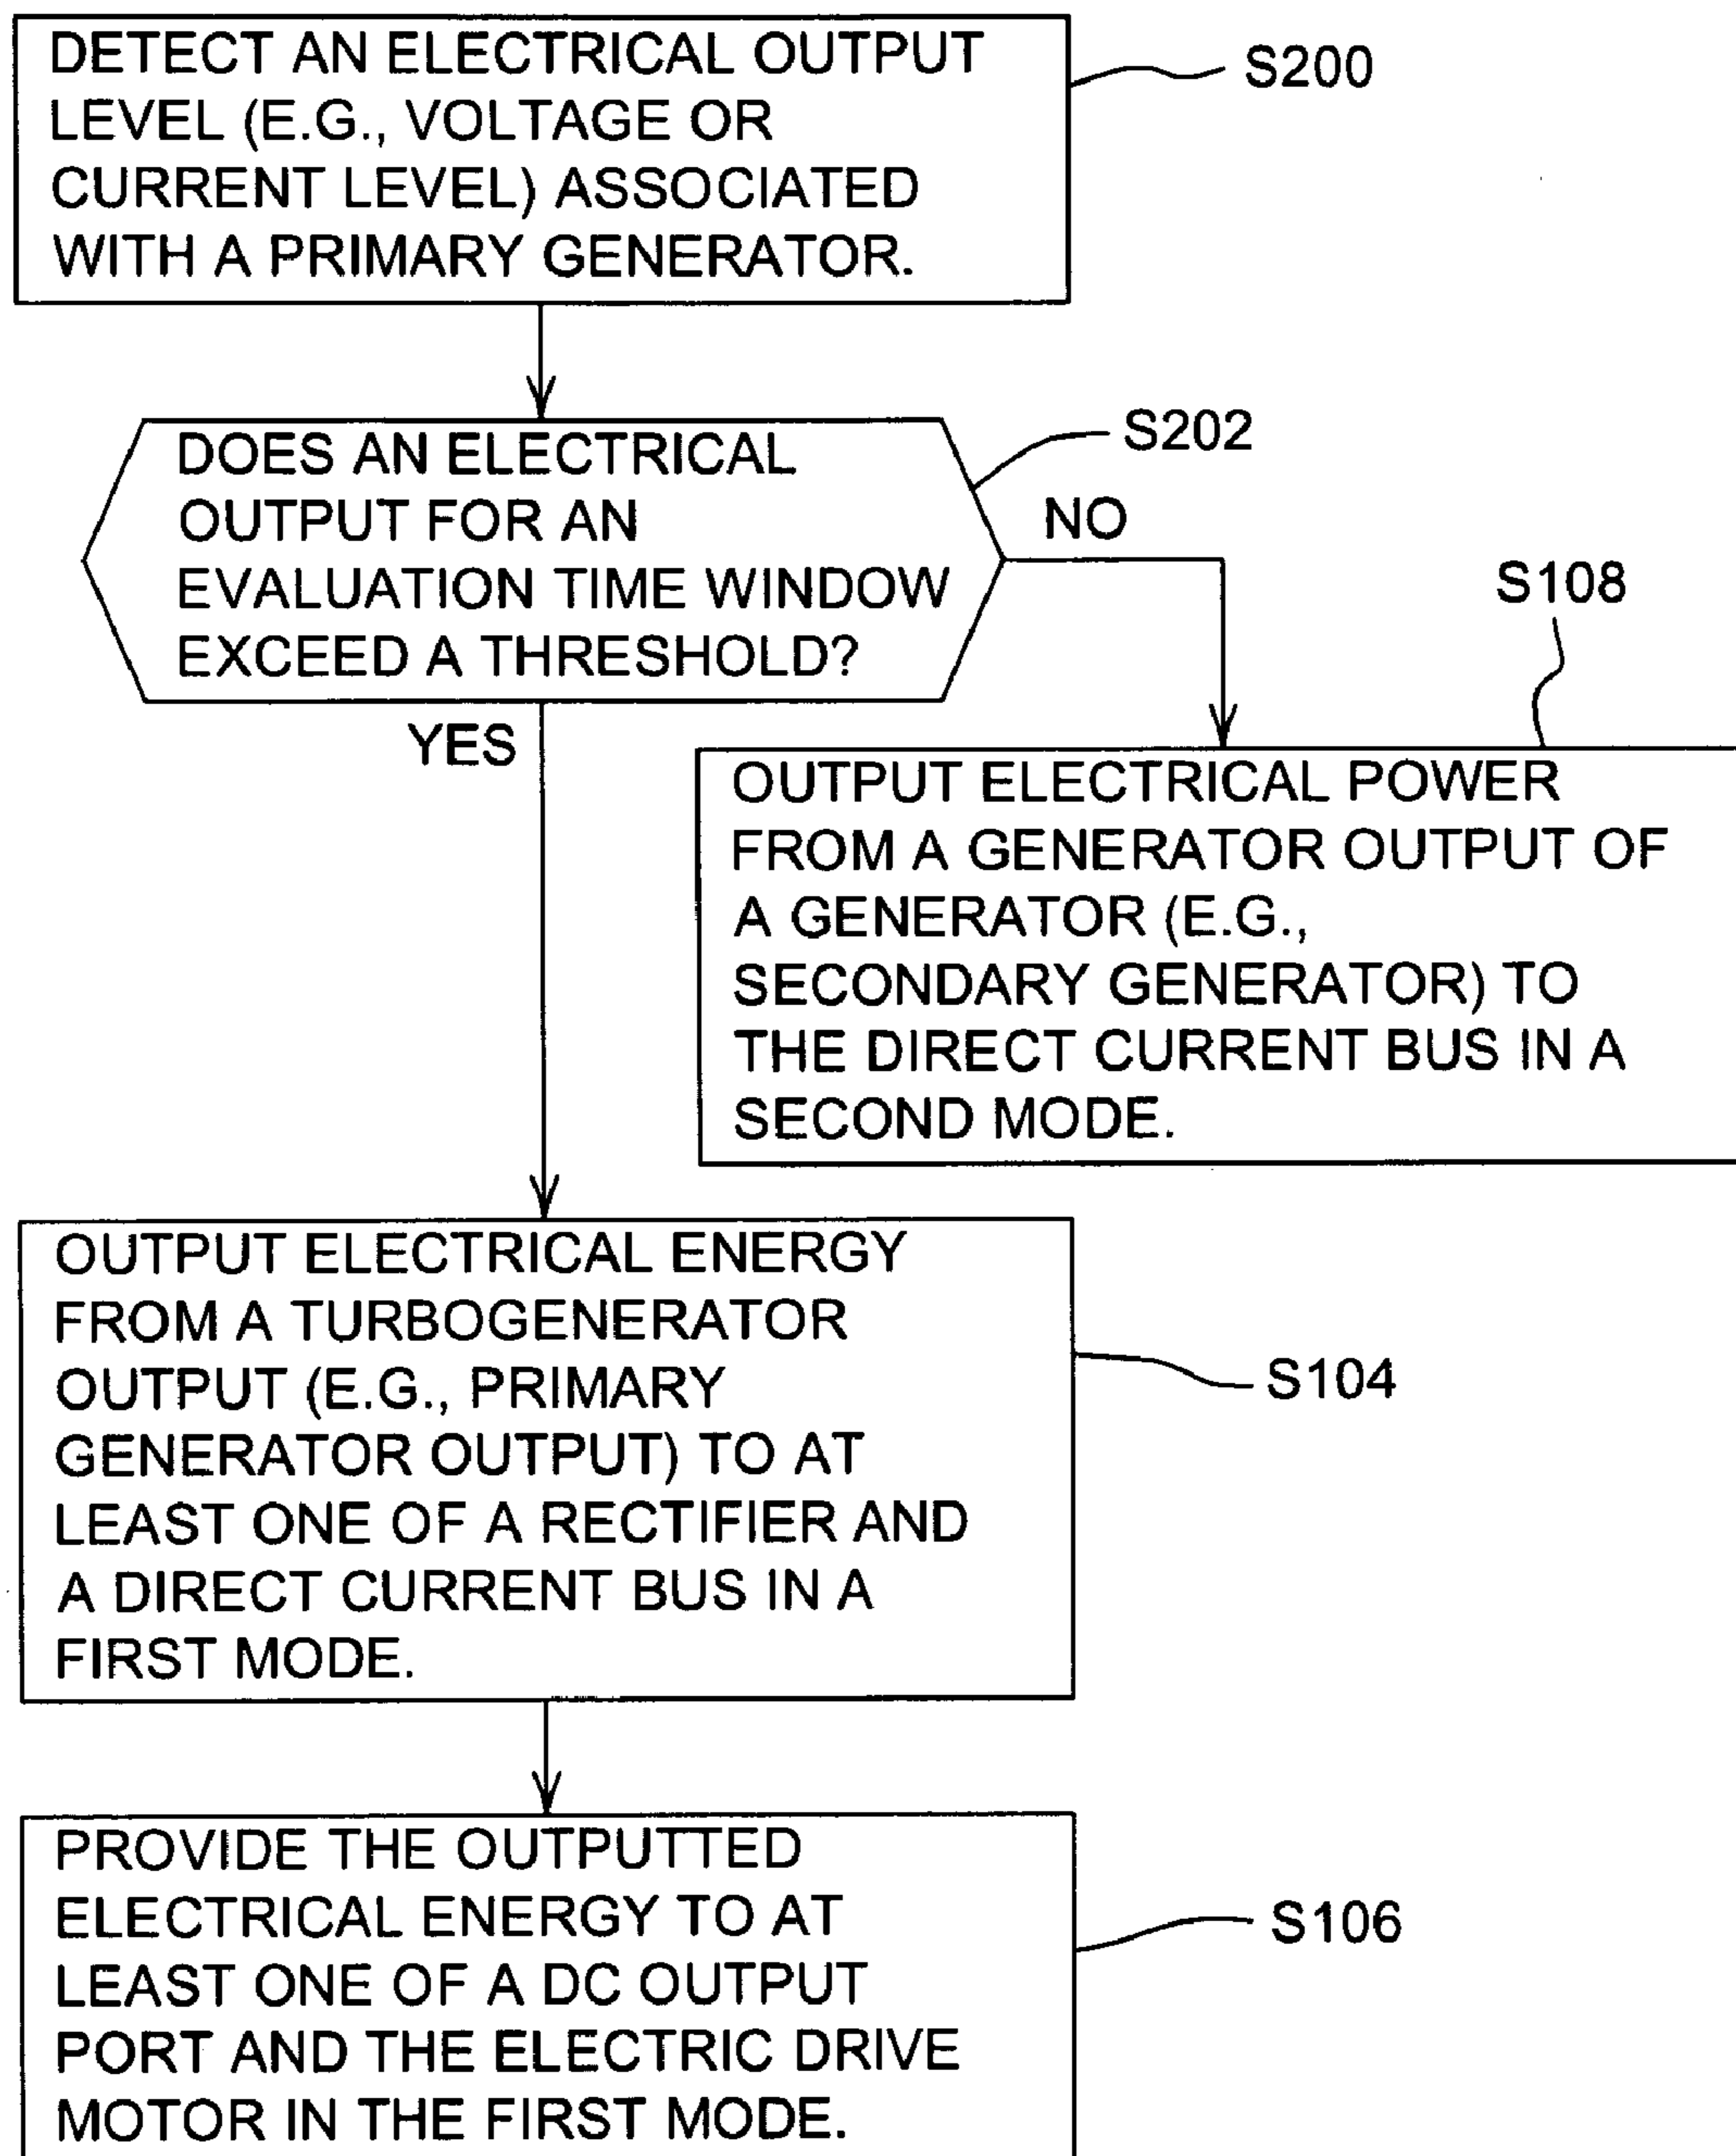 DETECT AN ELECTRICAL OUTPUT
LEVEL (E.G., VOLTAGE OR
CURRENT LEVEL) ASSOCIATED
WITH A PRIMARY GENERATOR.
S200
DOES AN ELECTRICAL
OUTPUT FOR AN
EVALUATION TIME WINDOW
EXCEED A THRESHOLD?
S202
NO
YES
S108
OUTPUT ELECTRICAL POWER
FROM A GENERATOR OUTPUT OF
A GENERATOR (E.G.,
SECONDARY GENERATOR) TO
THE DIRECT CURRENT BUS IN A
SECOND MODE.
OUTPUT ELECTRICAL ENERGY
FROM A TURBOGENERATOR
OUTPUT (E.G., PRIMARY
GENERATOR OUTPUT) TO AT
LEAST ONE OF A RECTIFIER AND
A DIRECT CURRENT BUS IN A
FIRST MODE.
S104
PROVIDE THE OUTPUTTED
ELECTRICAL ENERGY TO AT
LEAST ONE OF A DC OUTPUT
PORT AND THE ELECTRIC DRIVE
MOTOR IN THE FIRST MODE.
S106